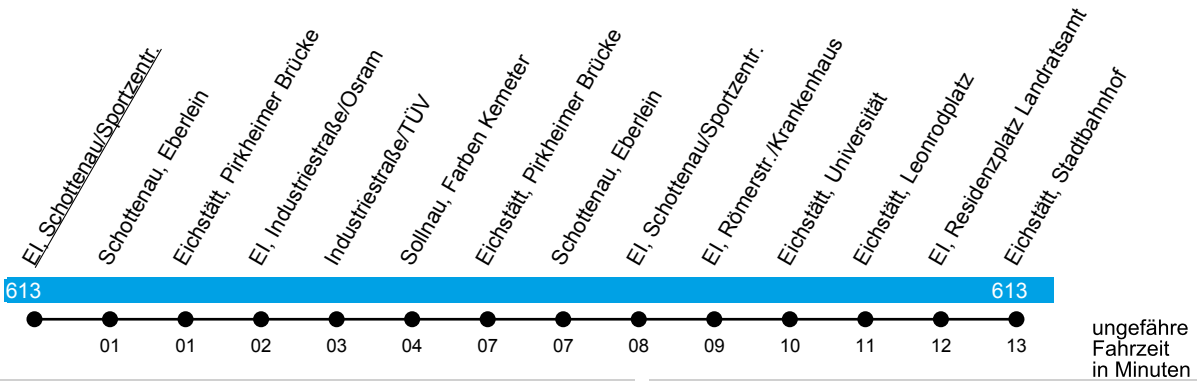 EI, Schottenau/Sportzentr.
Schottenau, Eberlein
Eichstätt, Pirkheimer Brücke
EI, Industriestraße/Osram
Industriestraße/TÜV
Sollnau, Farben Kemeter
Eichstätt, Pirkheimer Brücke
Schottenau, Eberlein
EI, Schottenau/Sportzentr.
EI, Römerstr./Krankenhaus
Eichstätt, Universität
Eichstätt, Leonrodplatz
EI, Residenzplatz Landratsamt
Eichstätt, Stadtbahnhof
613 613
01 01 02 03 04 07 07 08 09 10 11 12 13
ungefähre
Fahrzeit
in Minuten